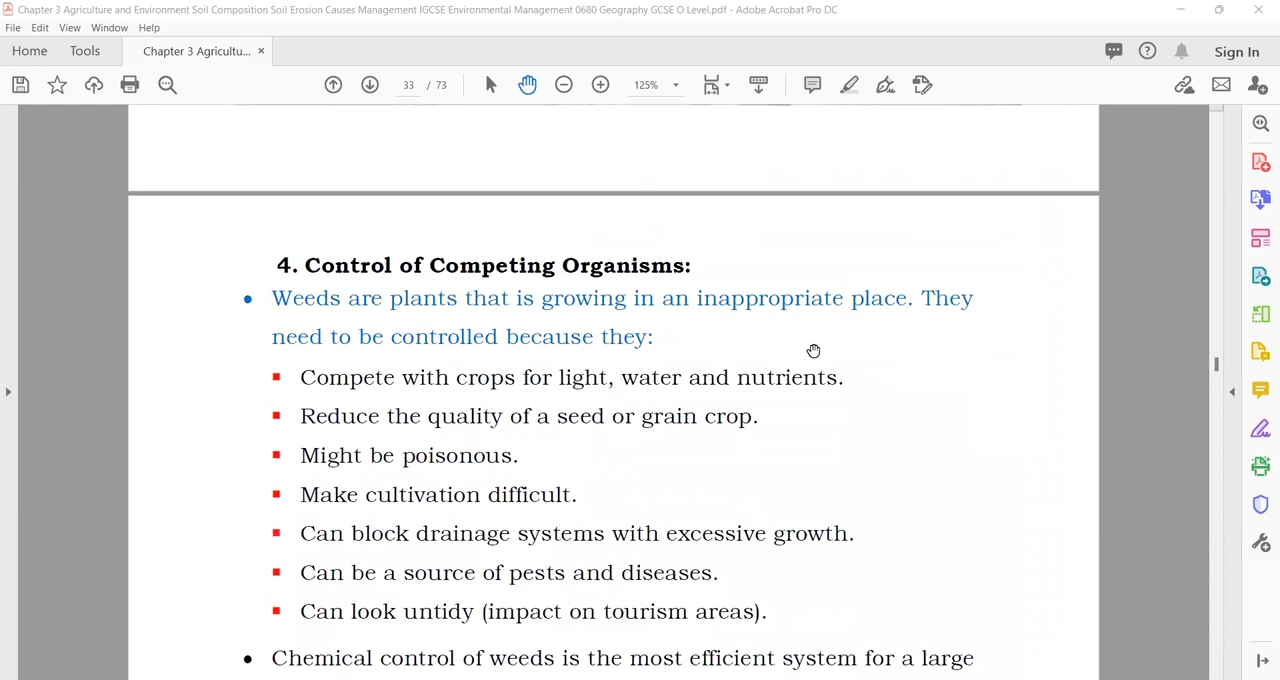 Chapter 3 Agriculture and Environment Soil Composition Soil Erosion Causes Management IGCSE Environmental Management 0680 Geography GCSE O Level.pdf - Adobe Acrobat Pro DC
File Edit View Window Help
Home Tools Chapter 3 Agricultu... × Sign In
33 / 73 125%
4. Control of Competing Organisms:
• Weeds are plants that is growing in an inappropriate place. They
need to be controlled because they:
▪ Compete with crops for light, water and nutrients.
▪ Reduce the quality of a seed or grain crop.
▪ Might be poisonous.
▪ Make cultivation difficult.
▪ Can block drainage systems with excessive growth.
▪ Can be a source of pests and diseases.
▪ Can look untidy (impact on tourism areas).
• Chemical control of weeds is the most efficient system for a large